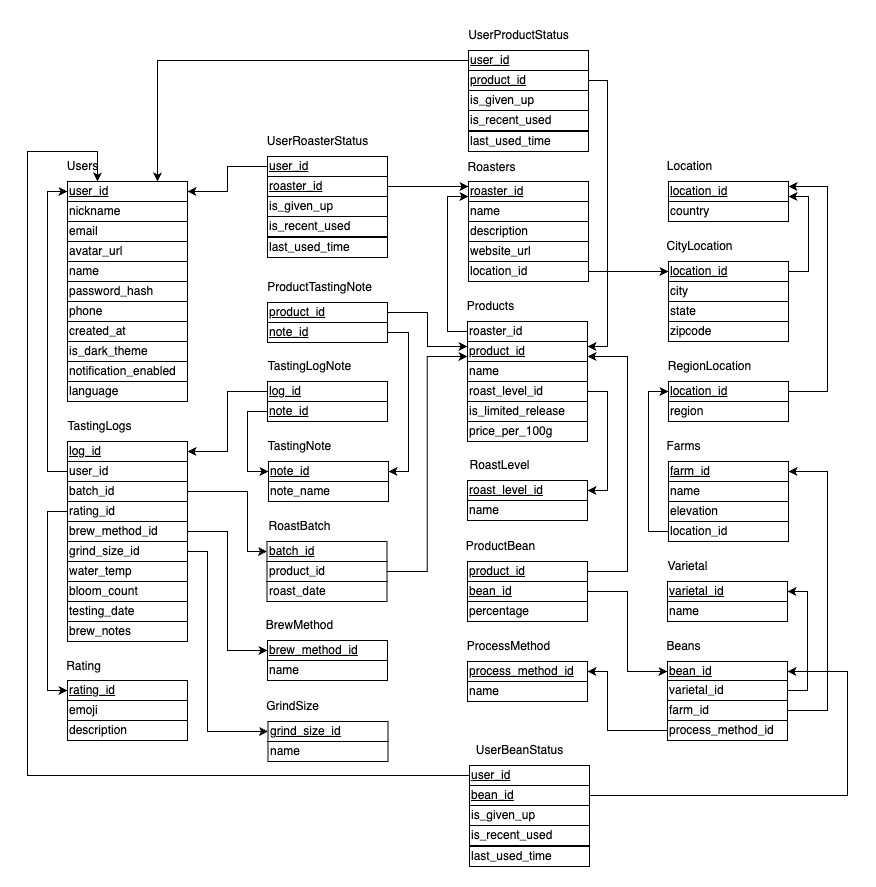 UserProductStatus
user_id
product_id
is_given_up
is_recent_used
last_used_time
UserRoasterStatus
user_id
roaster_id
is_given_up
is_recent_used
last_used_time
Users
user_id
nickname
email
avatar_url
name
password_hash
phone
created_at
is_dark_theme
notification_enabled
language
Roasters
roaster_id
name
description
website_url
location_id
Location
location_id
country
CityLocation
location_id
city
state
zipcode
ProductTastingNote
product_id
note_id
Products
roaster_id
product_id
name
roast_level_id
is_limited_release
price_per_100g
TastingLogNote
log_id
note_id
RegionLocation
location_id
region
TastingLogs
log_id
user_id
batch_id
rating_id
brew_method_id
grind_size_id
water_temp
bloom_count
testing_date
brew_notes
TastingNote
note_id
note_name
RoastLevel
roast_level_id
name
Farms
farm_id
name
elevation
location_id
RoastBatch
batch_id
product_id
roast_date
ProductBean
product_id
bean_id
percentage
Varietal
varietal_id
name
BrewMethod
brew_method_id
name
ProcessMethod
process_method_id
name
Beans
bean_id
varietal_id
farm_id
process_method_id
Rating
rating_id
emoji
description
GrindSize
grind_size_id
name
UserBeanStatus
user_id
bean_id
is_given_up
is_recent_used
last_used_time